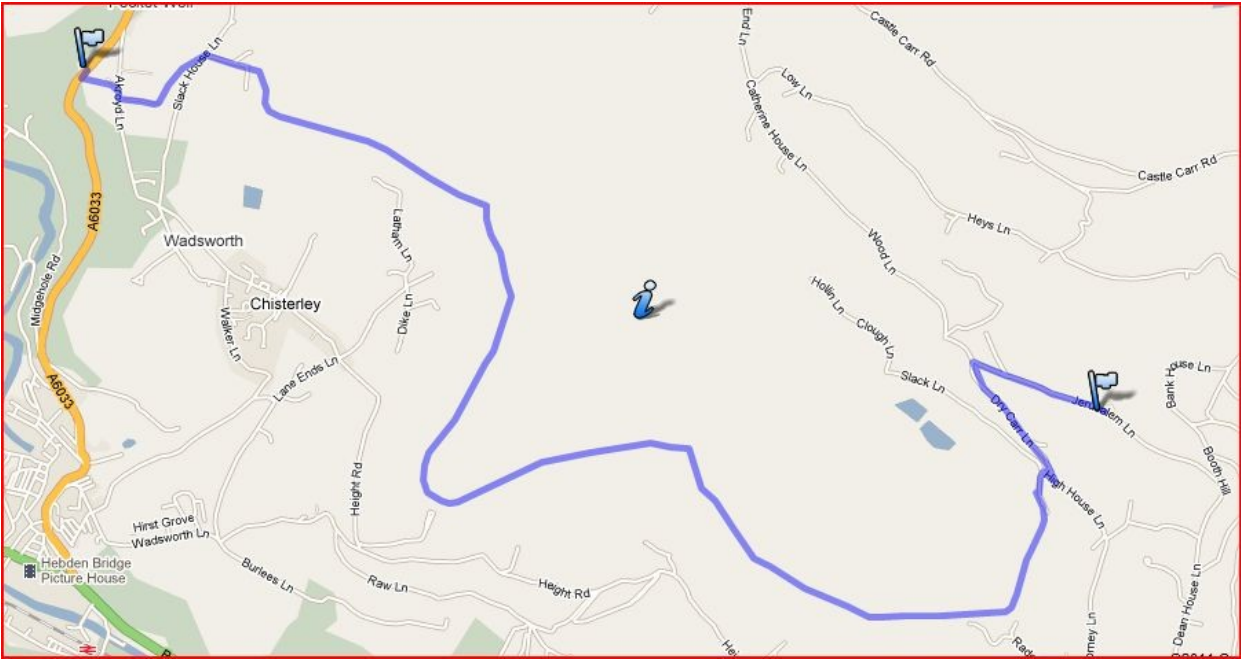 Pecket Well
Akroyd Ln
Slack House Ln
A6033
Midgehole Rd
Wadsworth
Chisterley
Walker Ln
Latham Ln
Dike Ln
Lane Ends Ln
A6033
Height Rd
Hirst Grove
Wadsworth Ln
Hebden Bridge
Picture House
Burlees Ln
Raw Ln
Height Rd
End Ln
Castle Carr Rd
Low Ln
Catherine House Ln
Castle Carr Rd
Heys Ln
Wood Ln
Hollin Ln
Clough Ln
Slack Ln
Dry Carr Ln
Jerusalem Ln
Bank House Ln
Booth Hill
High House Ln
Dean House Ln